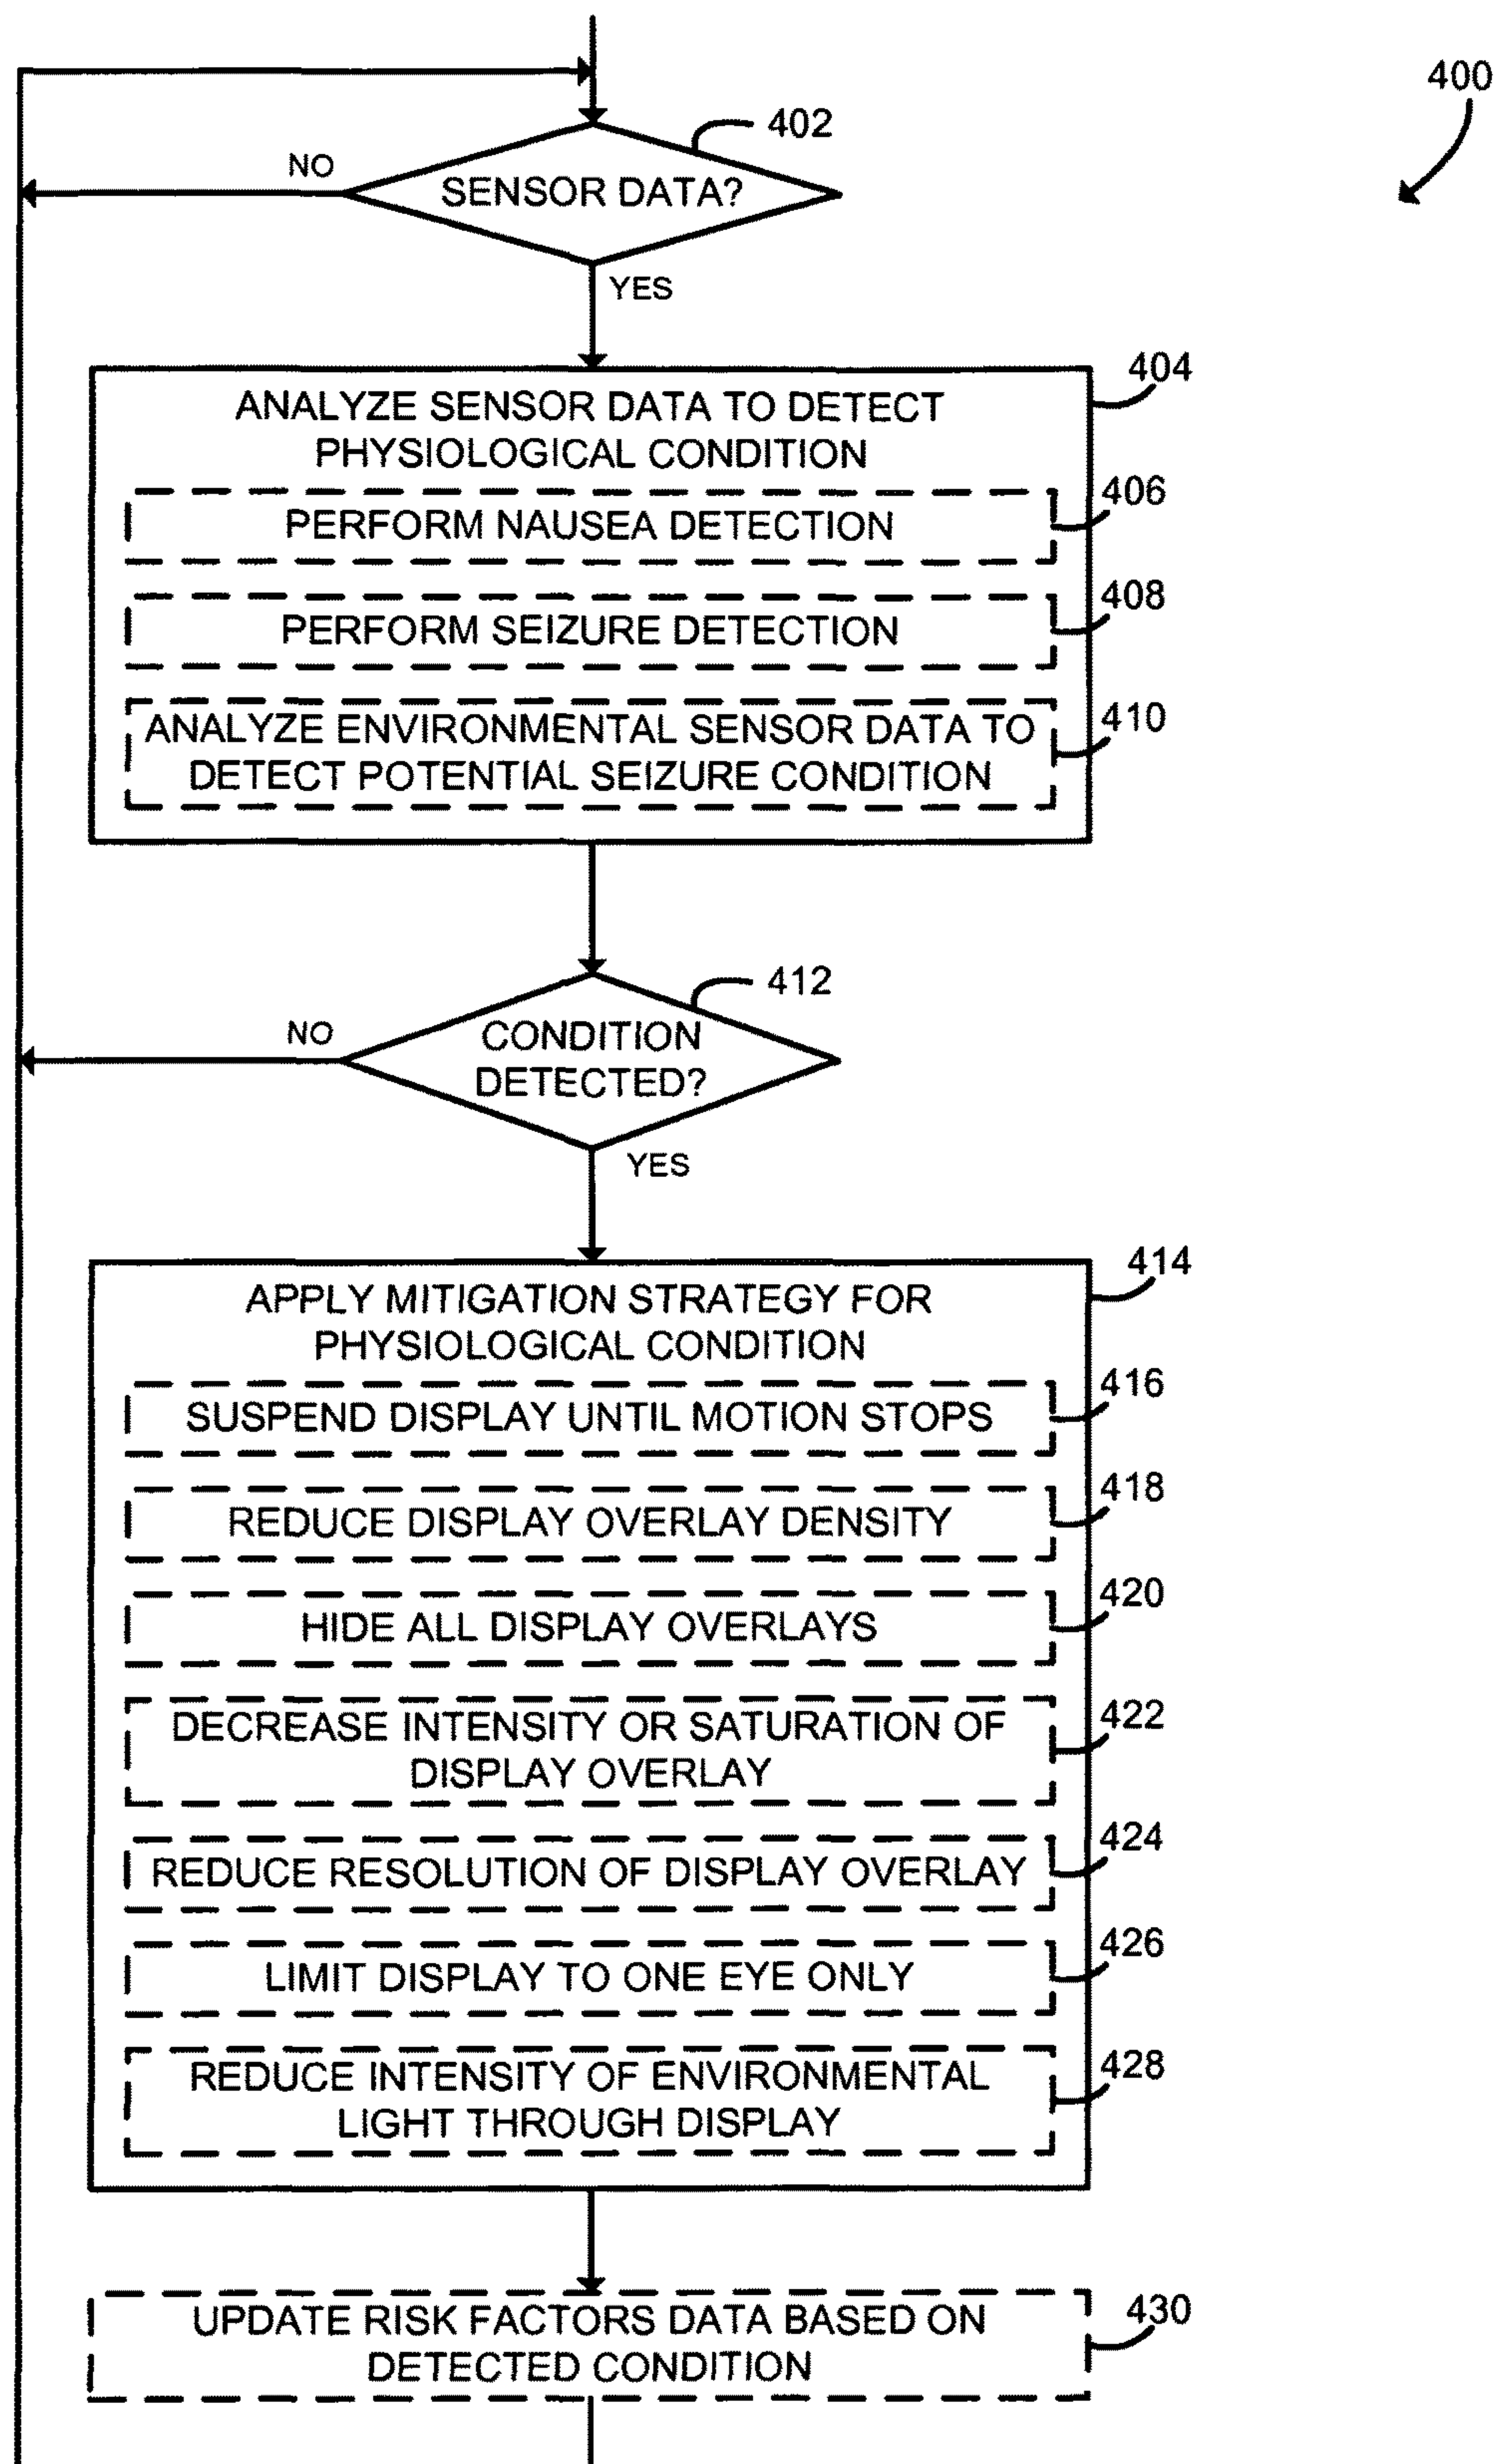 400
402
NO
SENSOR DATA?
YES
404
ANALYZE SENSOR DATA TO DETECT
PHYSIOLOGICAL CONDITION
406
PERFORM NAUSEA DETECTION
408
PERFORM SEIZURE DETECTION
410
ANALYZE ENVIRONMENTAL SENSOR DATA TO
DETECT POTENTIAL SEIZURE CONDITION
412
NO
CONDITION
DETECTED?
YES
414
APPLY MITIGATION STRATEGY FOR
PHYSIOLOGICAL CONDITION
416
SUSPEND DISPLAY UNTIL MOTION STOPS
418
REDUCE DISPLAY OVERLAY DENSITY
420
HIDE ALL DISPLAY OVERLAYS
422
DECREASE INTENSITY OR SATURATION OF
DISPLAY OVERLAY
424
REDUCE RESOLUTION OF DISPLAY OVERLAY
426
LIMIT DISPLAY TO ONE EYE ONLY
428
REDUCE INTENSITY OF ENVIRONMENTAL
LIGHT THROUGH DISPLAY
430
UPDATE RISK FACTORS DATA BASED ON
DETECTED CONDITION